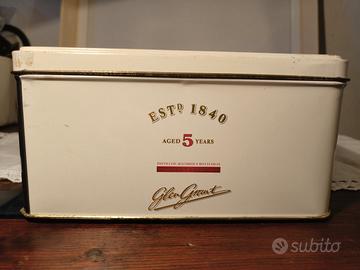 ESTD 1840
AGED 5 YEARS
Glen Grant
subito